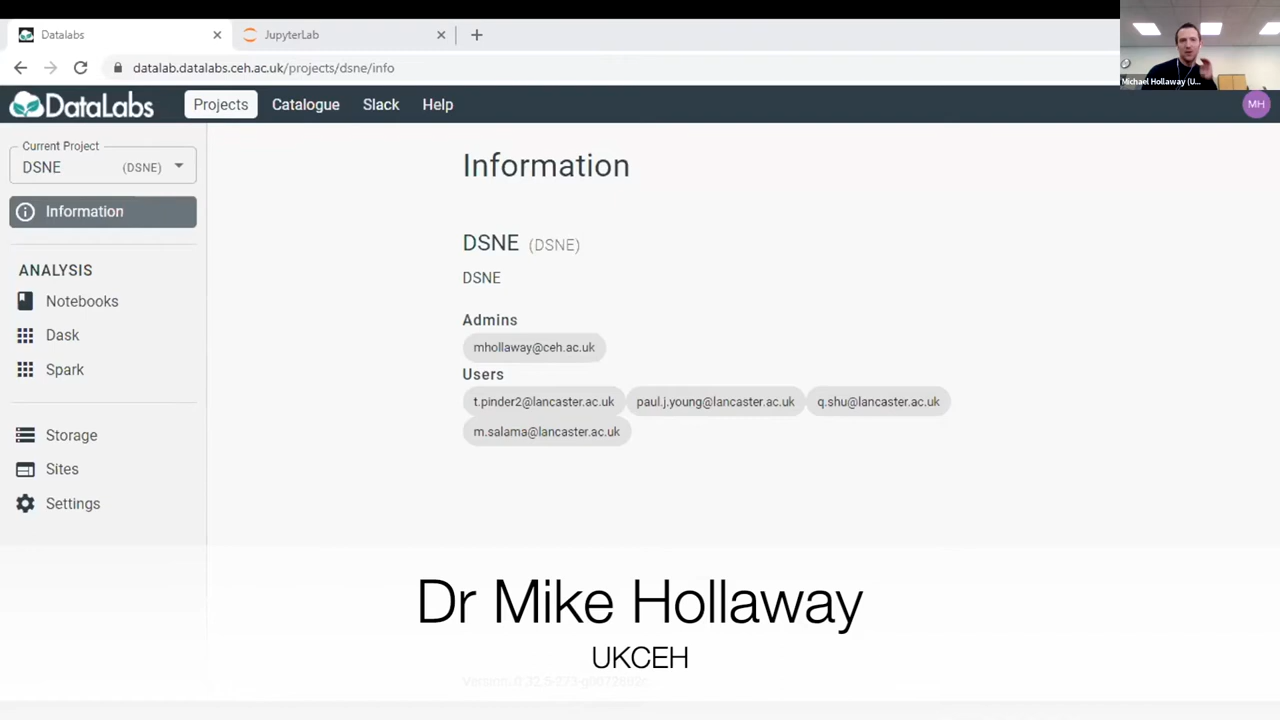 Datalabs
JupyterLab
datalab.datalabs.ceh.ac.uk/projects/dsne/info
Michael Hollaway (U...
DataLabs Projects Catalogue Slack Help
MH
Current Project
DSNE (DSNE)
Information
Information
DSNE (DSNE)
DSNE
ANALYSIS
Notebooks
Dask
Spark
Storage
Sites
Settings
Admins
mhollaway@ceh.ac.uk
Users
t.pinder2@lancaster.ac.uk paul.j.young@lancaster.ac.uk q.shu@lancaster.ac.uk
m.salama@lancaster.ac.uk
Dr Mike Hollaway
UKCEH